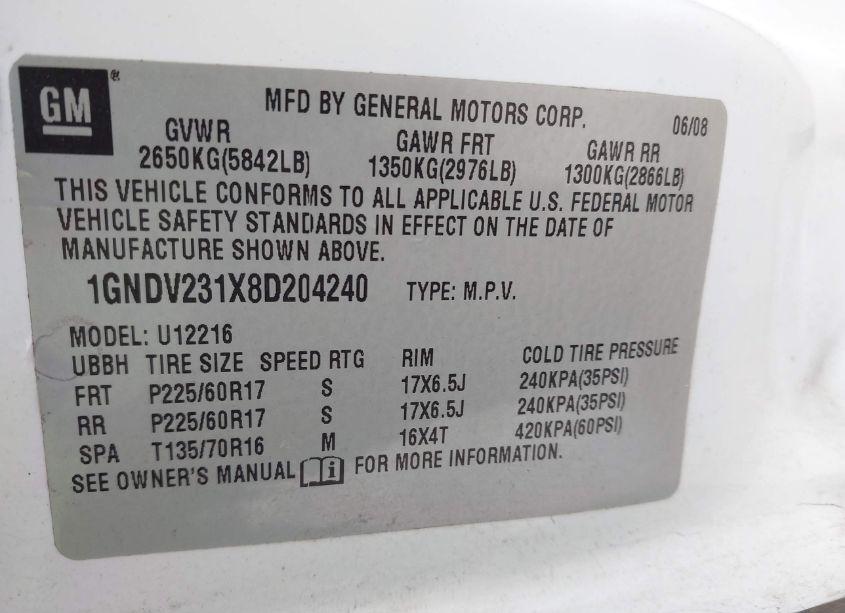 GM ®
MFD BY GENERAL MOTORS CORP. 06/08
GVWR GAWR FRT GAWR RR
2650KG(5842LB) 1350KG(2976LB) 1300KG(2866LB)
THIS VEHICLE CONFORMS TO ALL APPLICABLE U.S. FEDERAL MOTOR
VEHICLE SAFETY STANDARDS IN EFFECT ON THE DATE OF
MANUFACTURE SHOWN ABOVE.
1GNDV231X8D204240 TYPE: M.P.V.
MODEL: U12216
UBBH TIRE SIZE SPEED RTG RIM COLD TIRE PRESSURE
FRT P225/60R17 S 17X6.5J 240KPA(35PSI)
RR P225/60R17 S 17X6.5J 240KPA(35PSI)
SPA T135/70R16 M 16X4T 420KPA(60PSI)
SEE OWNER'S MANUAL i FOR MORE INFORMATION.